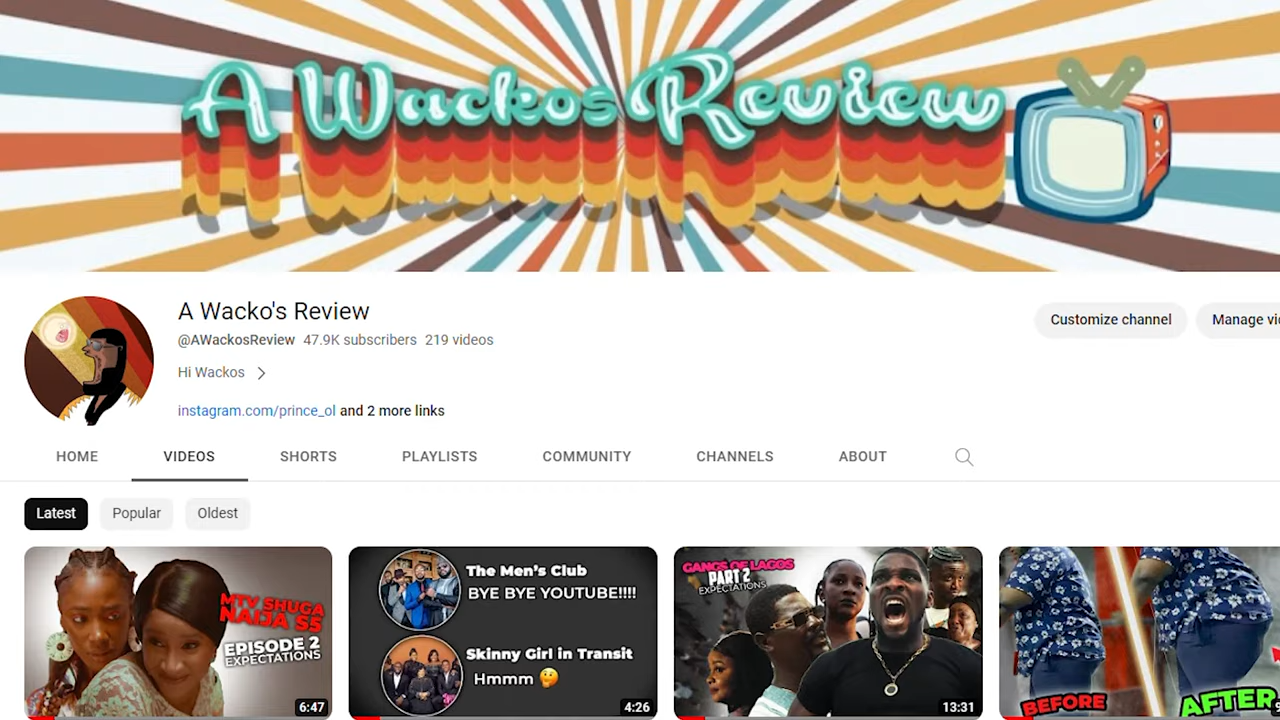 A Wackos Review
A Wacko's Review
@AWackosReview 47.9K subscribers 219 videos
Customize channel
Hi Wackos
instagram.com/prince_ol and 2 more links
HOME VIDEOS SHORTS PLAYLISTS COMMUNITY CHANNELS ABOUT
Latest Popular Oldest
MTV SHUGA
NAIJA S5
EPISODE 2
EXPECTATIONS
6:47
The Men's Club
BYE BYE YOUTUBE!!!!
Skinny Girl in Transit
Hmmm 🤔
4:26
GANGS OF LAGOS
PART 2
EXPECTATIONS
13:31
BEFORE
AFTER